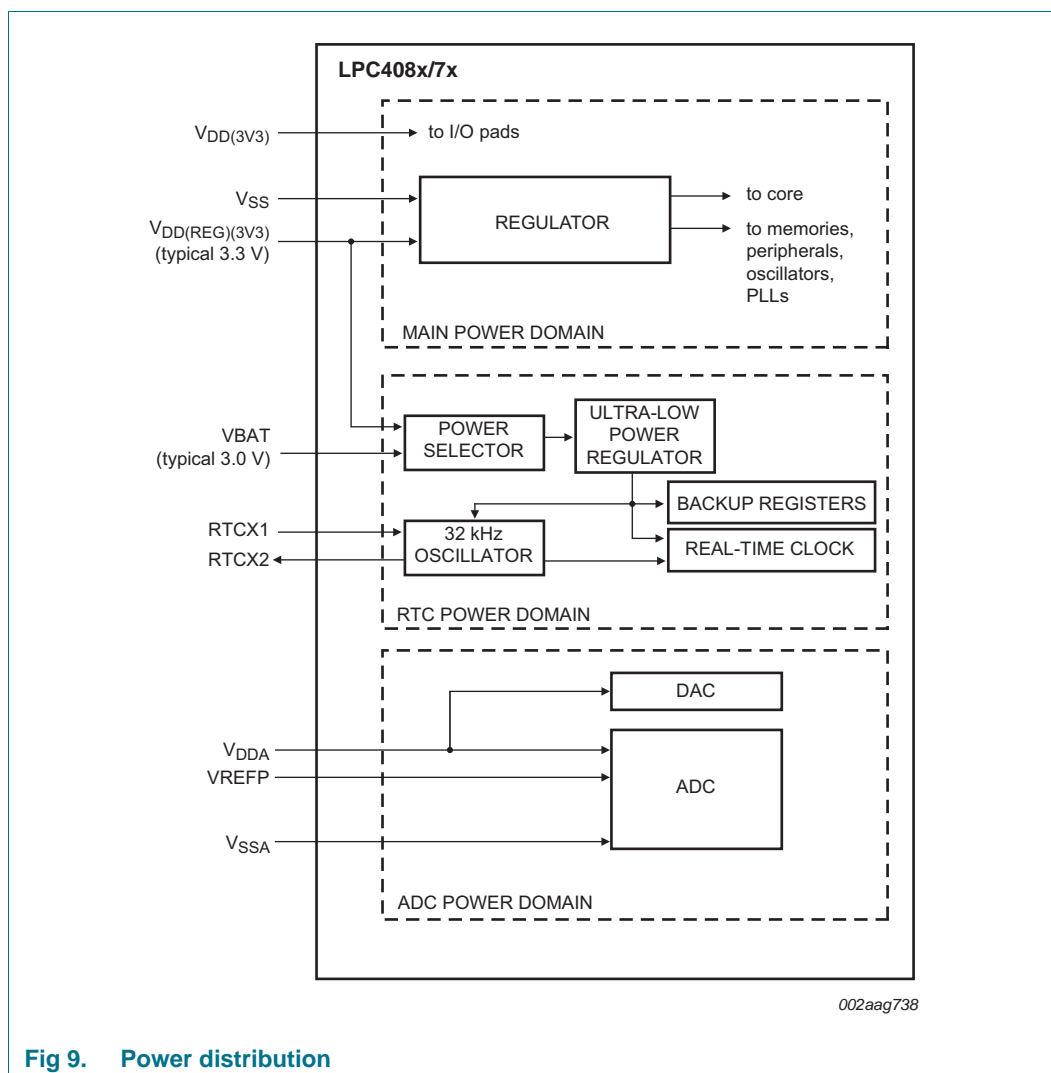 LPC408x/7x
VDD(3V3)
to I/O pads
VSS
REGULATOR
to core
VDD(REG)(3V3)
(typical 3.3 V)
to memories,
peripherals,
oscillators,
PLLs
MAIN POWER DOMAIN
VBAT
(typical 3.0 V)
POWER
SELECTOR
ULTRA-LOW
POWER
REGULATOR
BACKUP REGISTERS
RTCX1
RTCX2
32 kHz
OSCILLATOR
REAL-TIME CLOCK
RTC POWER DOMAIN
DAC
VDDA
VREFP
ADC
VSSA
ADC POWER DOMAIN
002aag738
Fig 9. Power distribution